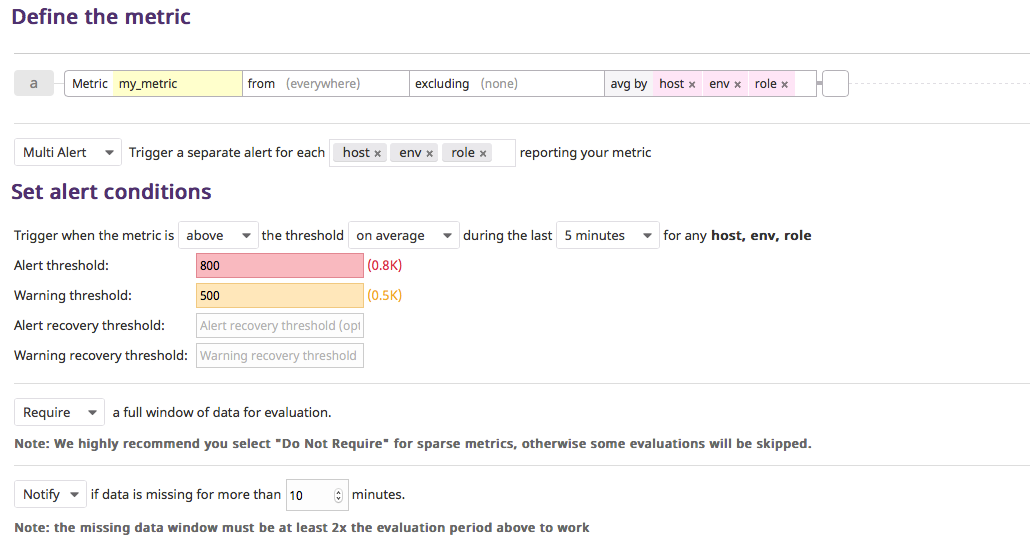 Define the metric
a Metric my_metric from (everywhere) excluding (none) avg by host × env × role ×
Multi Alert Trigger a separate alert for each host × env × role × reporting your metric
Set alert conditions
Trigger when the metric is above the threshold on average during the last 5 minutes for any host, env, role
Alert threshold: 800 (0.8K)
Warning threshold: 500 (0.5K)
Alert recovery threshold: Alert recovery threshold (opt
Warning recovery threshold: Warning recovery threshold
Require a full window of data for evaluation.
Note: We highly recommend you select "Do Not Require" for sparse metrics, otherwise some evaluations will be skipped.
Notify if data is missing for more than 10 minutes.
Note: the missing data window must be at least 2x the evaluation period above to work